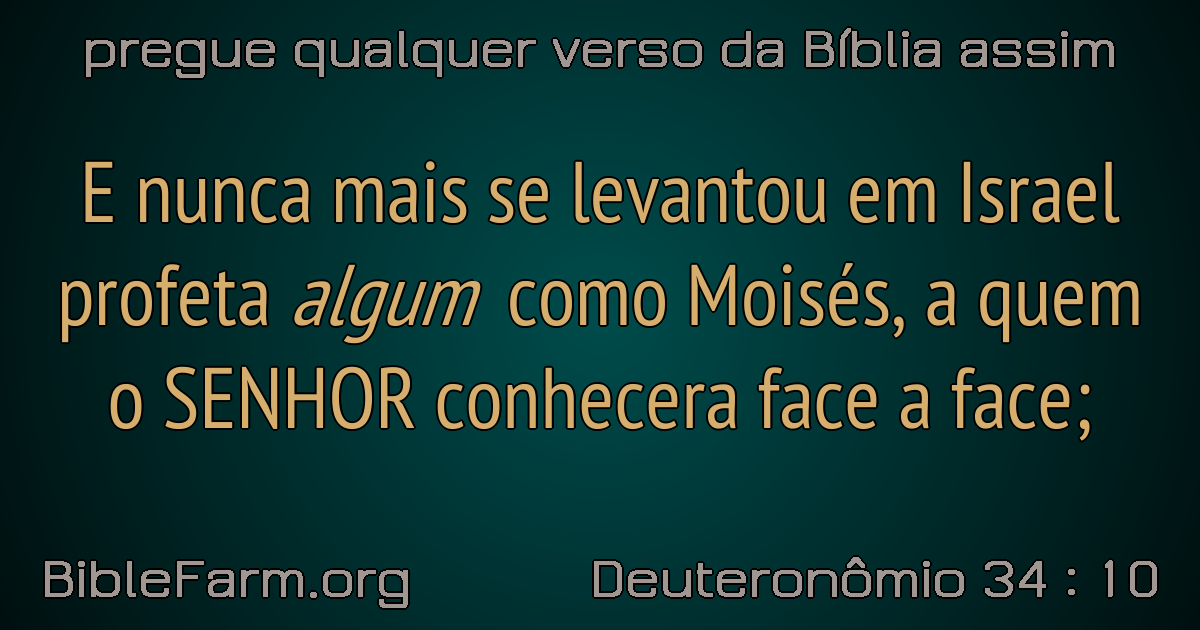 pregue qualquer verso da Bíblia assim
E nunca mais se levantou em Israel
profeta algum como Moisés, a quem
o SENHOR conhecera face a face;
BibleFarm.org Deuteronômio 34 : 10